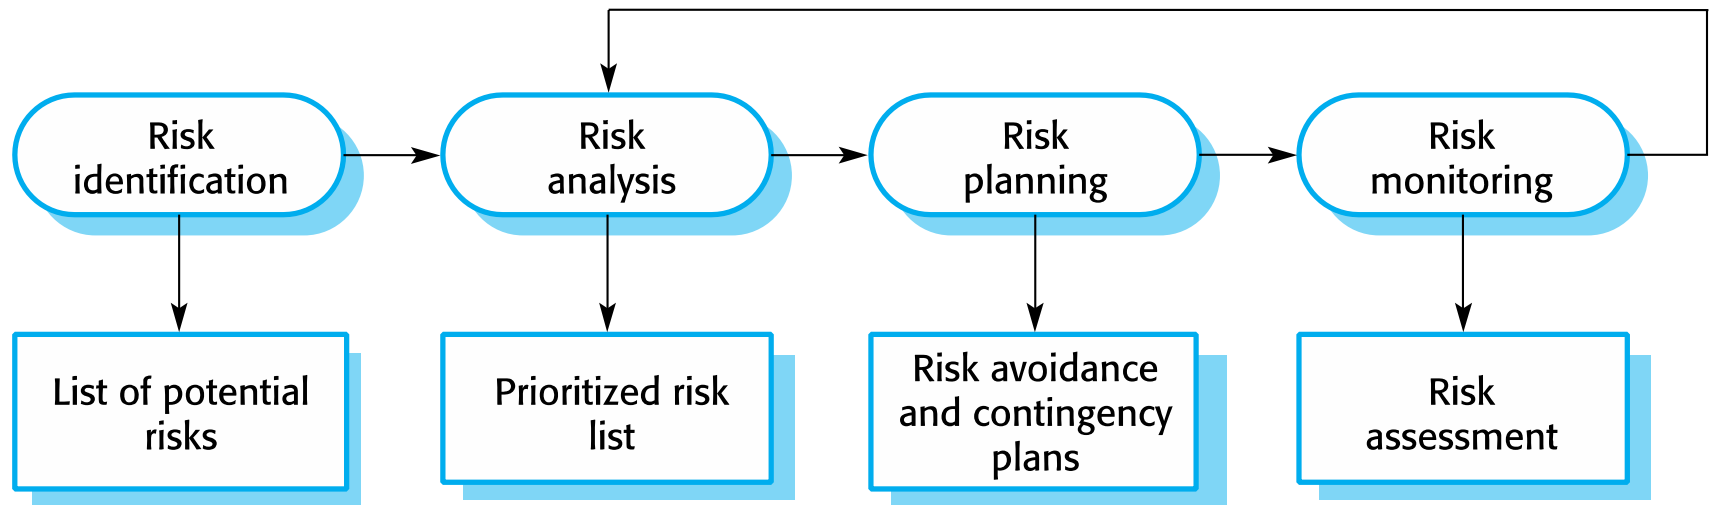 Risk
identification
Risk
analysis
Risk
planning
Risk
monitoring
List of potential
risks
Prioritized risk
list
Risk avoidance
and contingency
plans
Risk
assessment